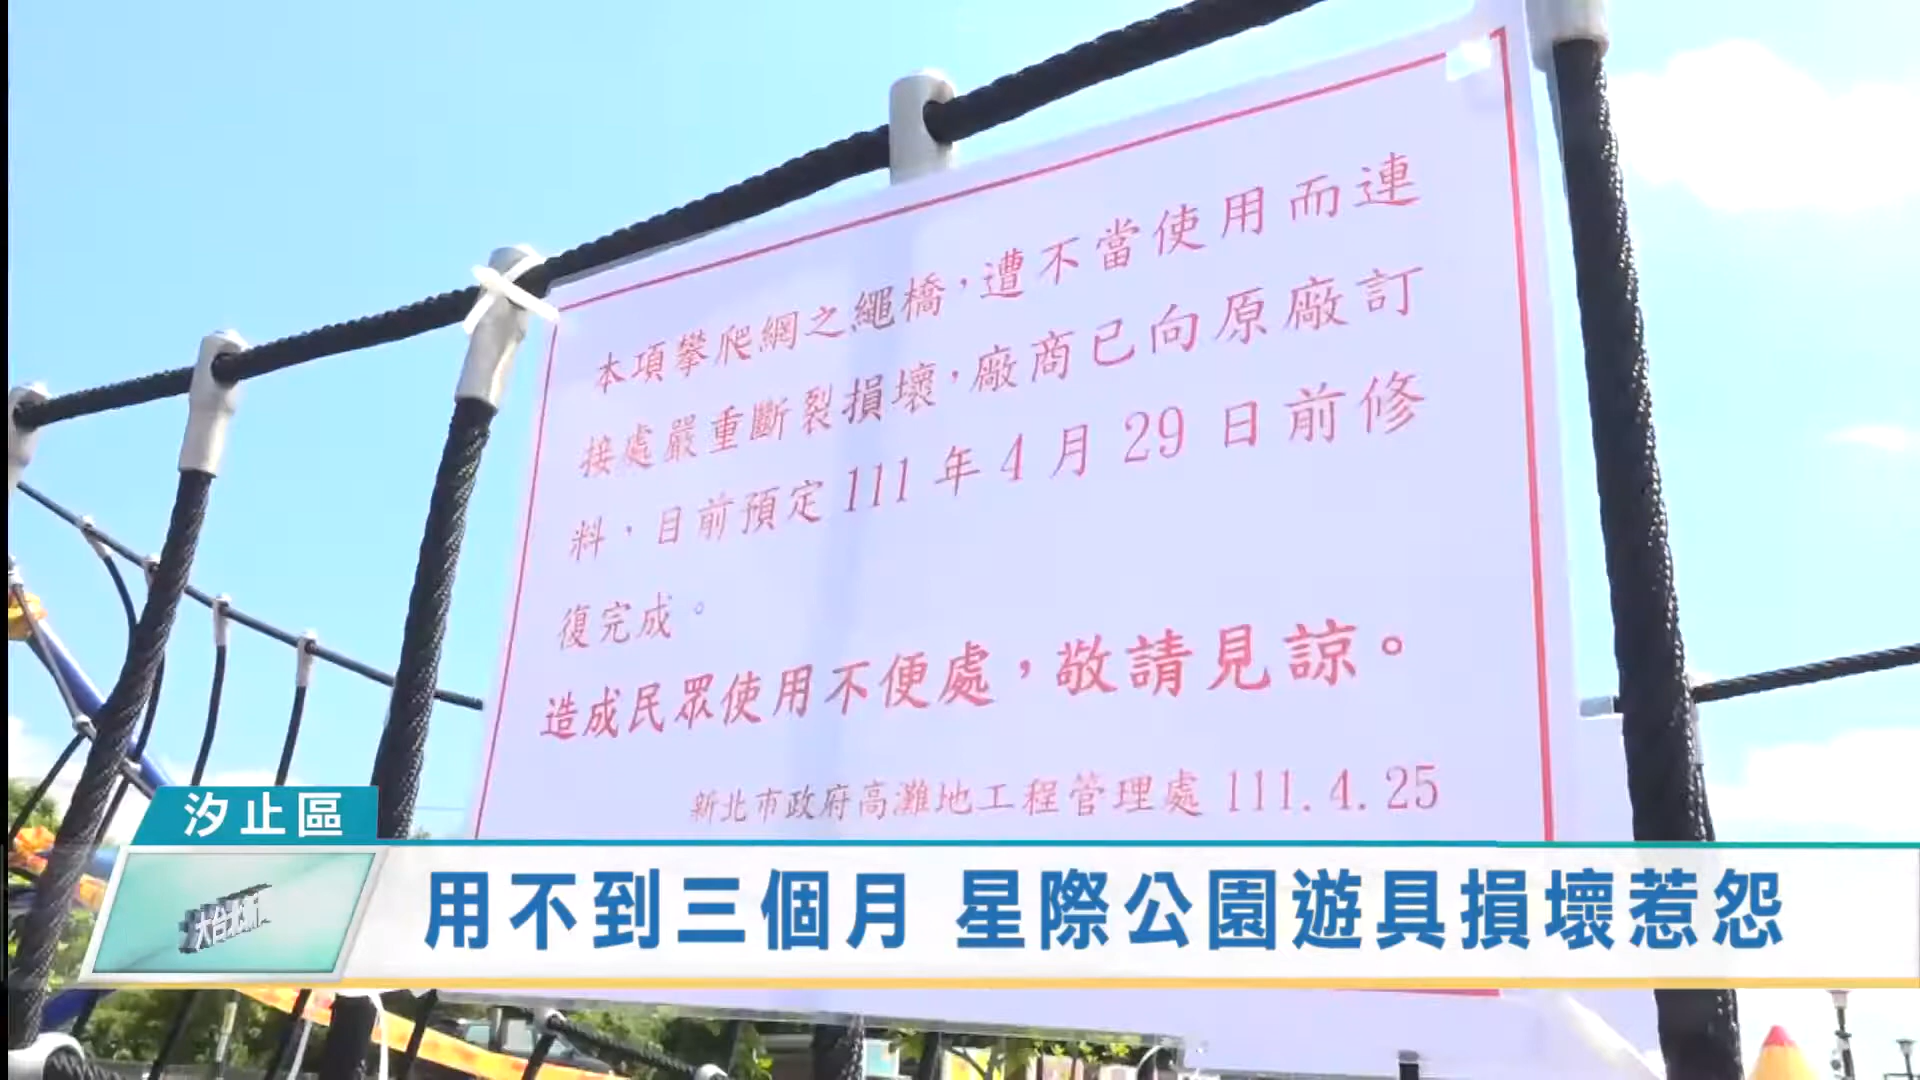 本項攀爬網之繩橋，遭不當使用而連
接處嚴重斷裂損壞，廠商已向原廠訂
料，目前預定111年4月29日前修
復完成。
造成民眾使用不便處，敬請見諒。
新北市政府高灘地工程管理處 111.4.25
汐止區
大台北新
用不到三個月 星際公園遊具損壞惹怨